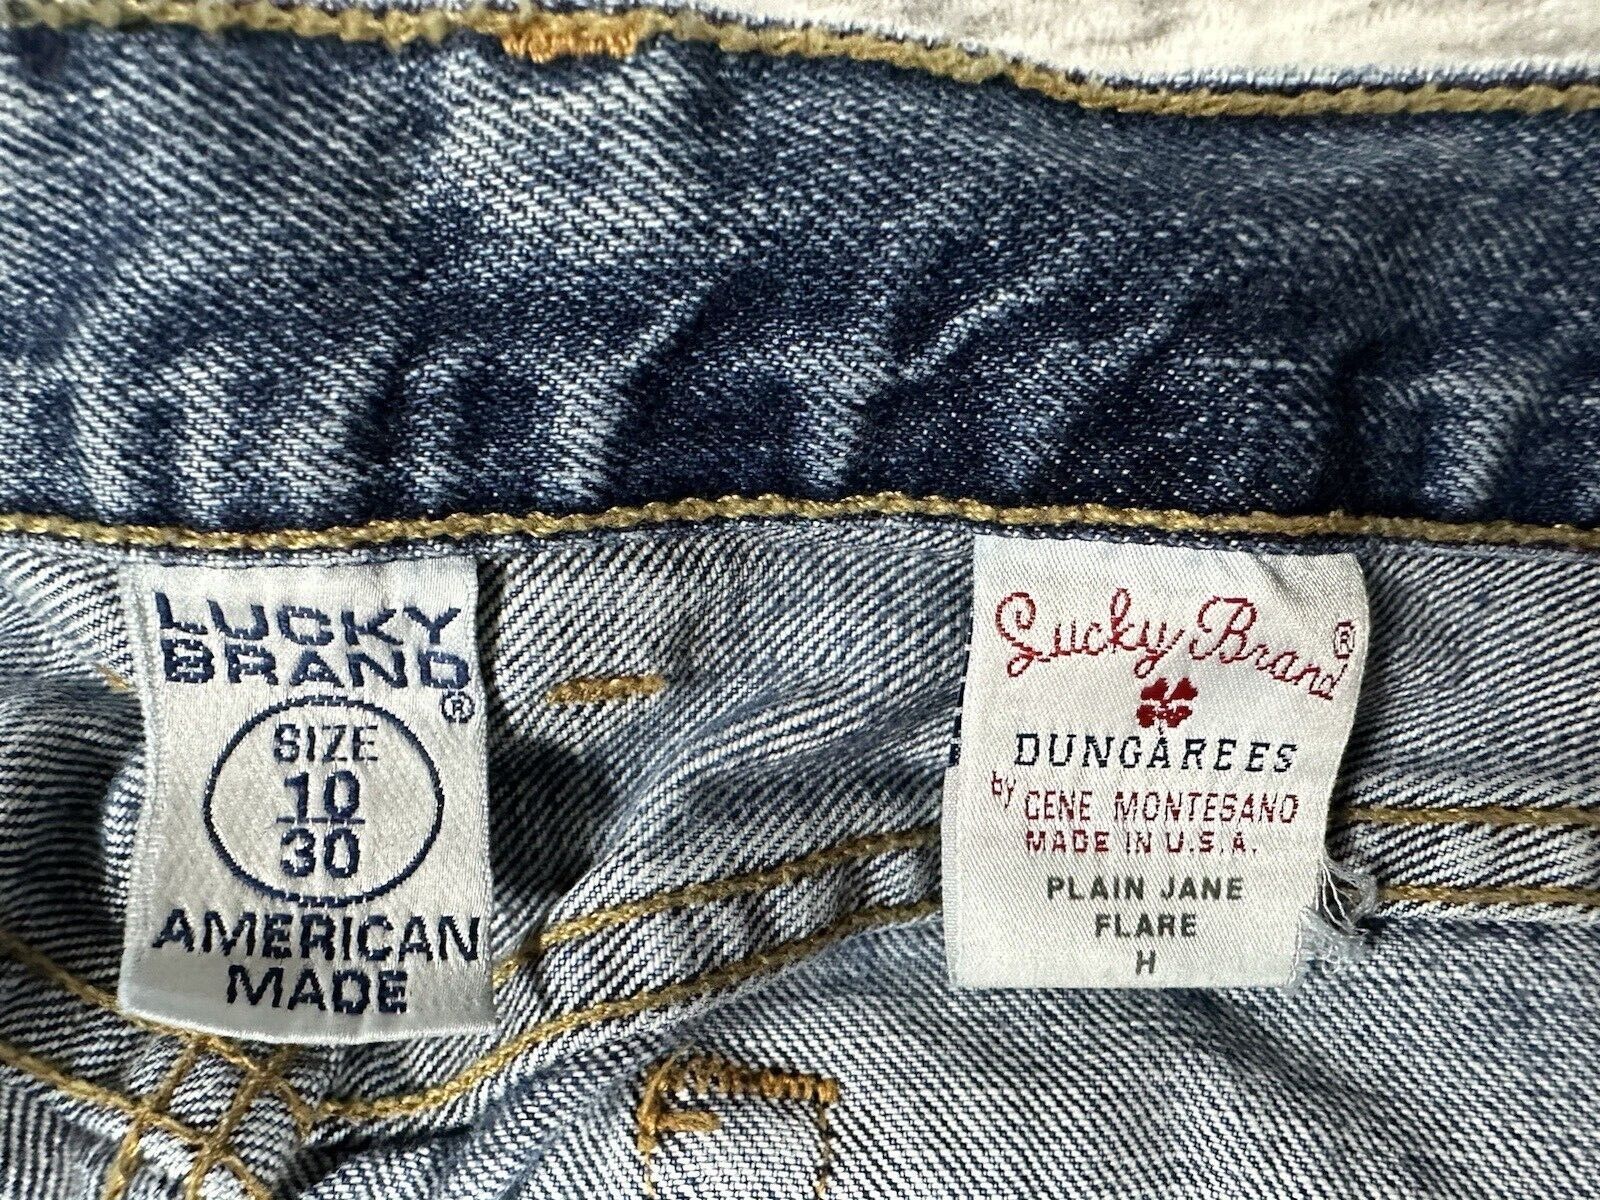 LUCKY
BRAND®
SIZE
10
30
AMERICAN
MADE
Lucky Brand®
DUNGAREES
by GENE MONTESANO
MADE IN U.S.A.
PLAIN JANE
FLARE
H